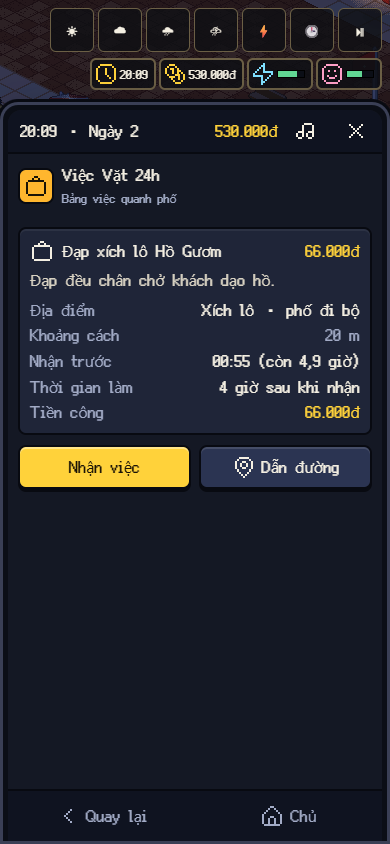 20:09
530.000đ
20:09 · Ngày 2
530.000đ
Việc Vặt 24h
Bảng việc quanh phố
Đạp xích lô Hồ Gươm
66.000đ
Đạp đều chân chở khách dạo hồ.
Địa điểm
Xích lô · phố đi bộ
Khoảng cách
20 m
Nhận trước
00:55 (còn 4,9 giờ)
Thời gian làm
4 giờ sau khi nhận
Tiền công
66.000đ
Nhận việc
Dẫn đường
Quay lại
Chủ